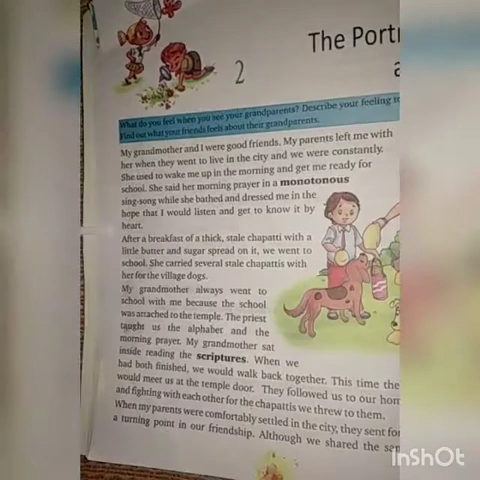 The Port
2
a
What do you feel when you see your grandparents? Describe your feeling to
Find out what your friends feels about their grandparents.
My grandmother and I were good friends. My parents left me with
her when they went to live in the city and we were constantly.
She used to wake me up in the morning and get me ready for
school. She said her morning prayer in a monotonous
sing-song while she bathed and dressed me in the
hope that I would listen and get to know it by
heart.
After a breakfast of a thick, stale chapatti with a
little butter and sugar spread on it, we went to
school. She carried several stale chapattis with
her for the village dogs.
My grandmother always went to
school with me because the school
was attached to the temple. The priest
taught us the alphabet and the
morning prayer. My grandmother sat
inside reading the scriptures. When we
had both finished, we would walk back together. This time the
would meet us at the temple door. They followed us to our hom
and fighting with each other for the chapattis we threw to them.
When my parents were comfortably settled in the city, they sent for
a turning point in our friendship. Although we shared the sa
InShOt